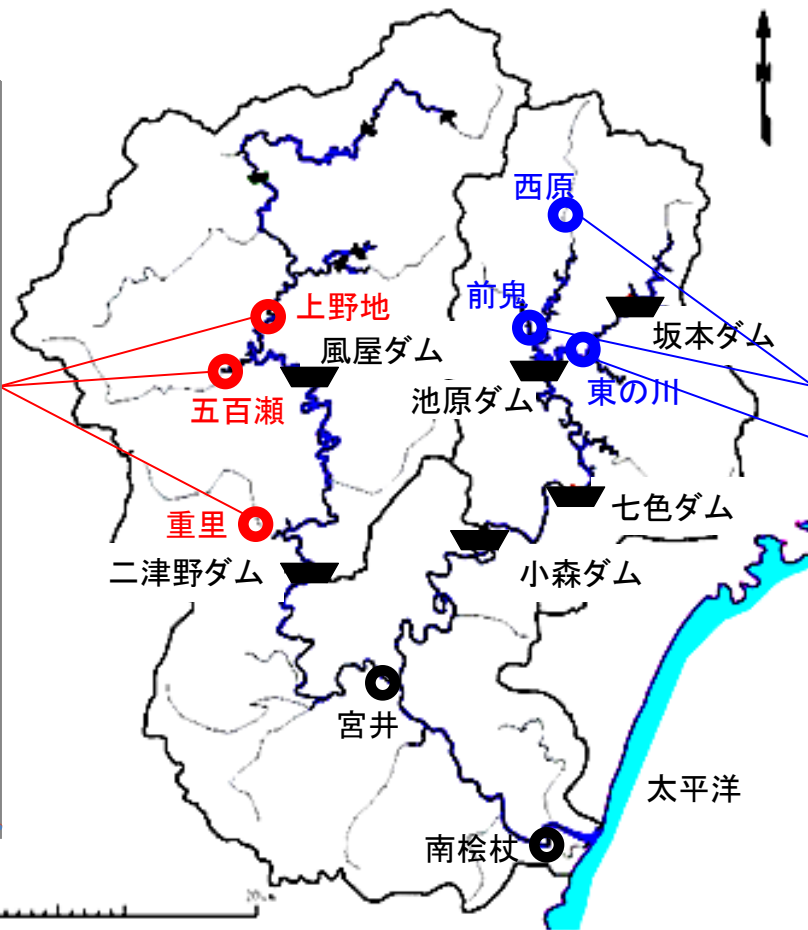 西原
前鬼
上野地
坂本ダム
風屋ダム
東の川
池原ダム
五百瀬
七色ダム
重里
二津野ダム
小森ダム
宮井
太平洋
南桧杖